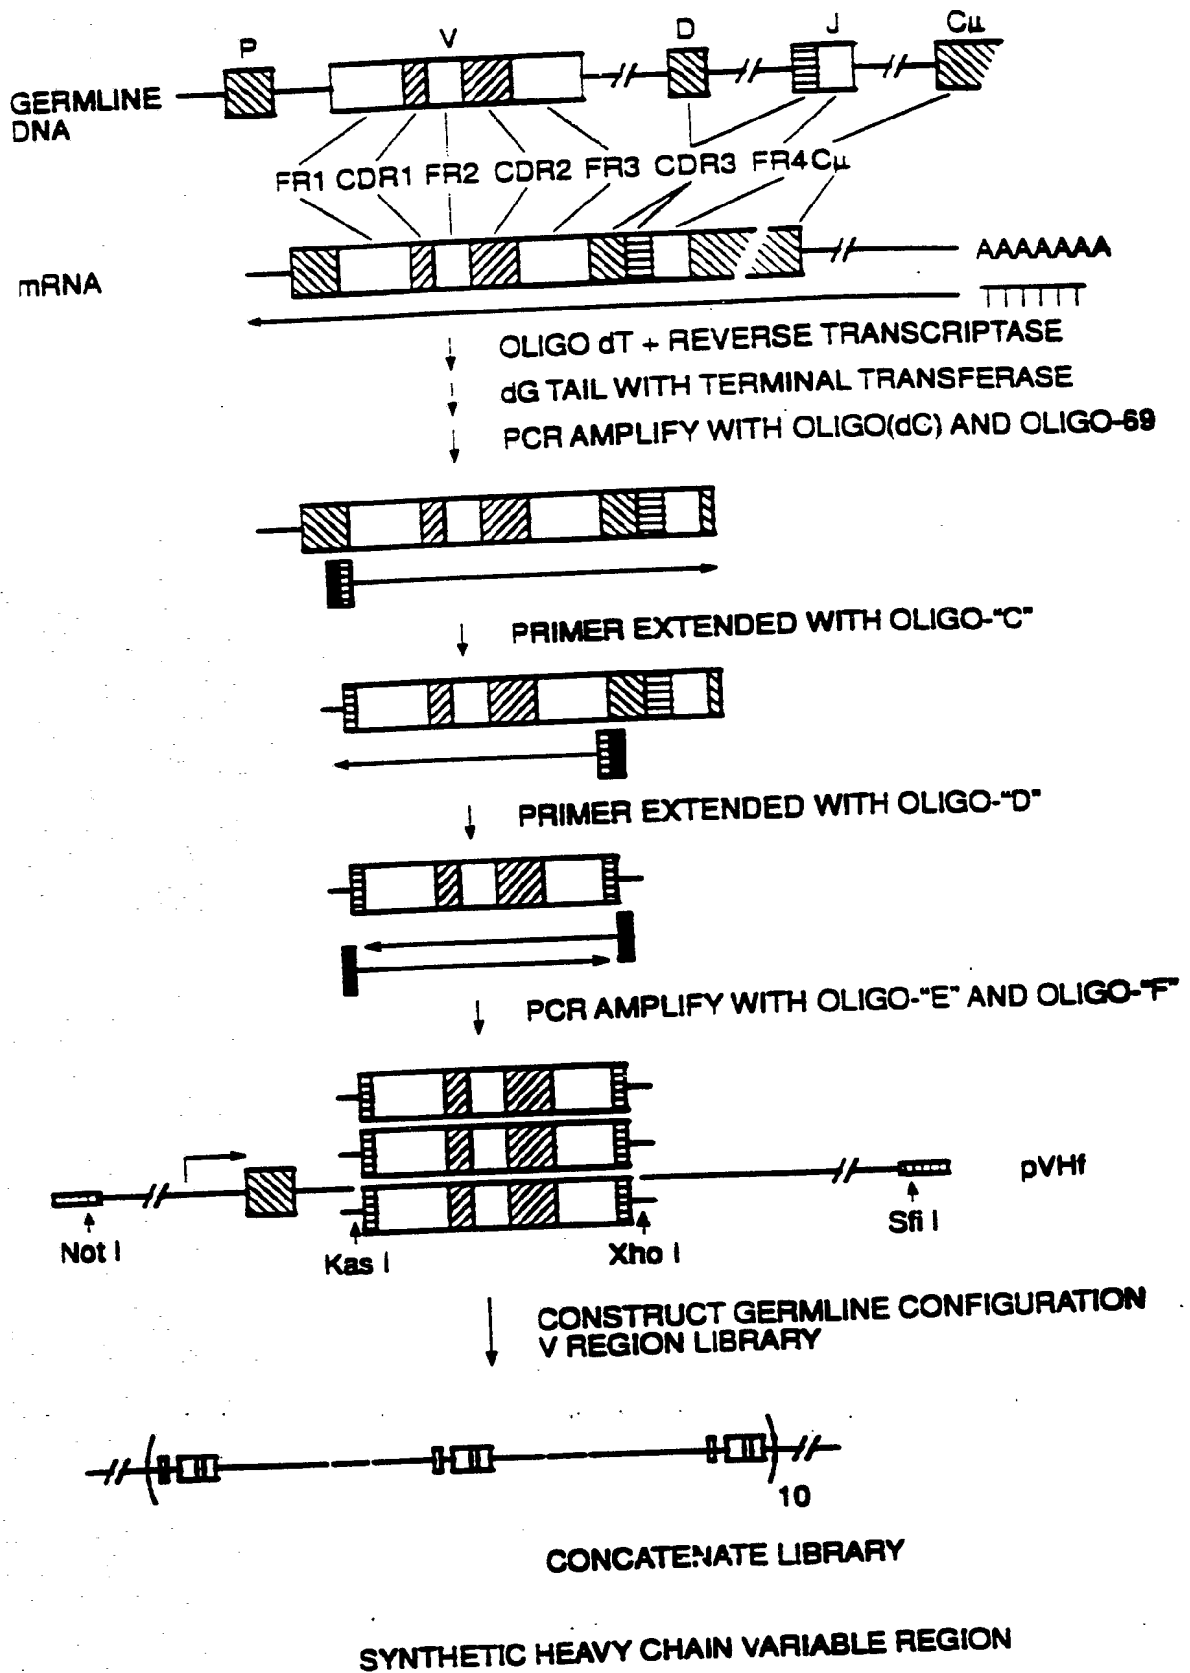 P V D J Cμ
GERMLINE
DNA
FR1 CDR1 FR2 CDR2 FR3 CDR3 FR4 Cμ
mRNA
AAAAAAA
TTTTTT
OLIGO dT + REVERSE TRANSCRIPTASE
dG TAIL WITH TERMINAL TRANSFERASE
PCR AMPLIFY WITH OLIGO(dC) AND OLIGO-69
PRIMER EXTENDED WITH OLIGO-"C"
PRIMER EXTENDED WITH OLIGO-"D"
PCR AMPLIFY WITH OLIGO-"E" AND OLIGO-"F"
pVHf
Not I Kas I Xho I Sfi I
CONSTRUCT GERMLINE CONFIGURATION
V REGION LIBRARY
10
CONCATENATE LIBRARY
SYNTHETIC HEAVY CHAIN VARIABLE REGION